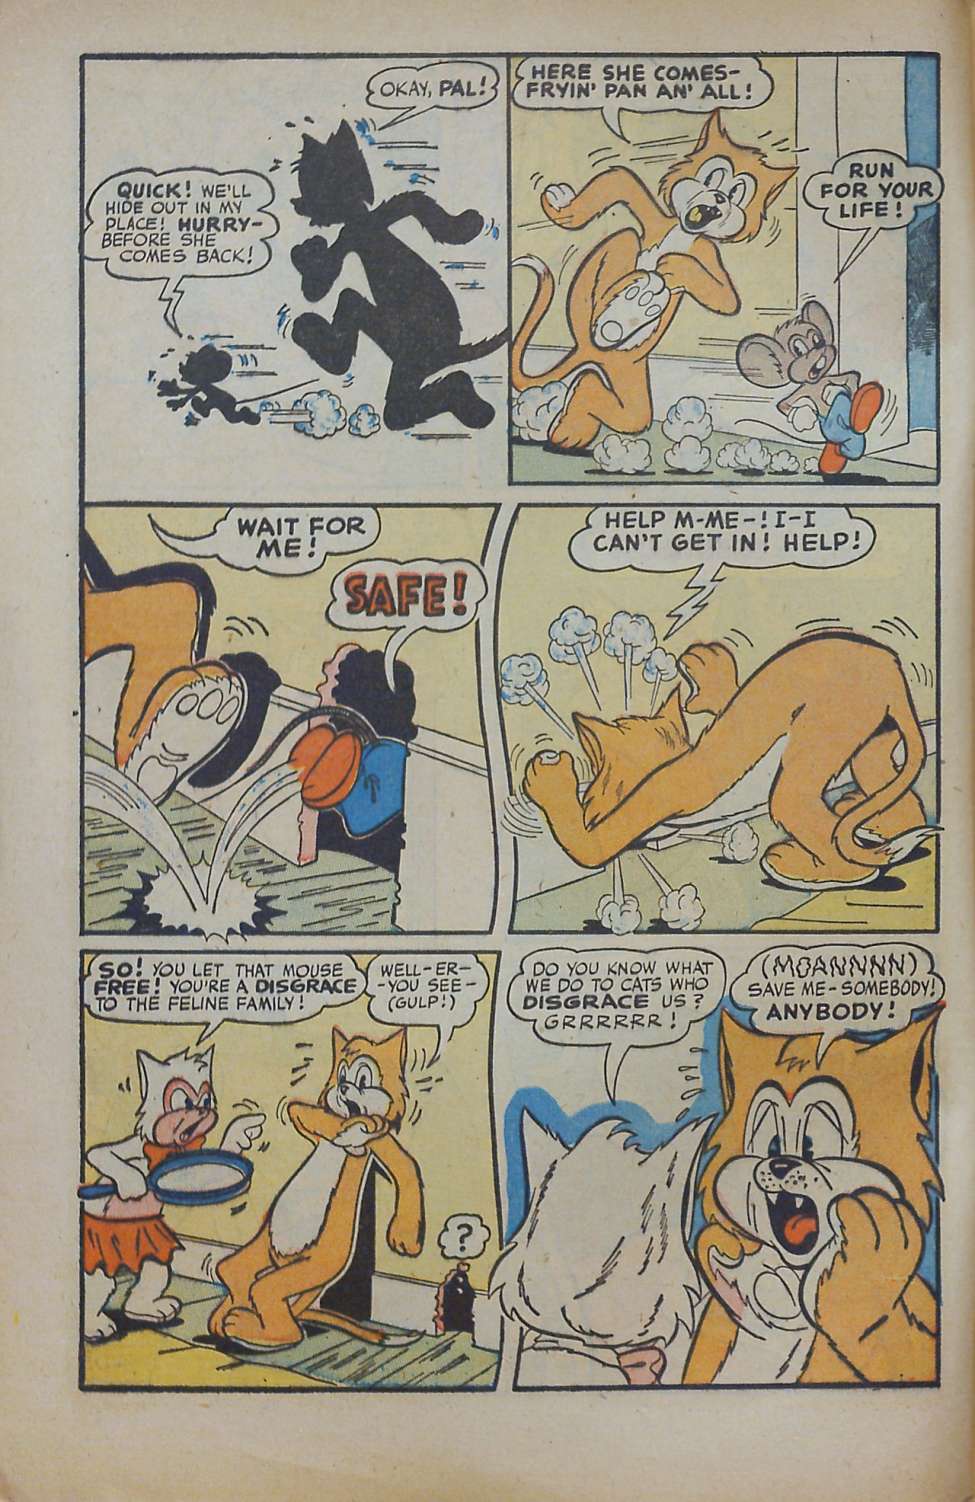 OKAY, PAL!
QUICK! WE'LL
HIDE OUT IN MY
PLACE! HURRY-
BEFORE SHE
COMES BACK!
HERE SHE COMES-
FRYIN' PAN AN' ALL!
RUN
FOR YOUR
LIFE!
WAIT FOR
ME!
SAFE!
HELP M-ME-! I-I
CAN'T GET IN! HELP!
SO! YOU LET THAT MOUSE
FREE! YOU'RE A DISGRACE
TO THE FELINE FAMILY!
WELL-ER-
-YOU SEE-
(GULP!)
?
DO YOU KNOW WHAT
WE DO TO CATS WHO
DISGRACE US?
GRRRRRR!
(MOANNNN)
SAVE ME-SOMEBODY!
ANYBODY!